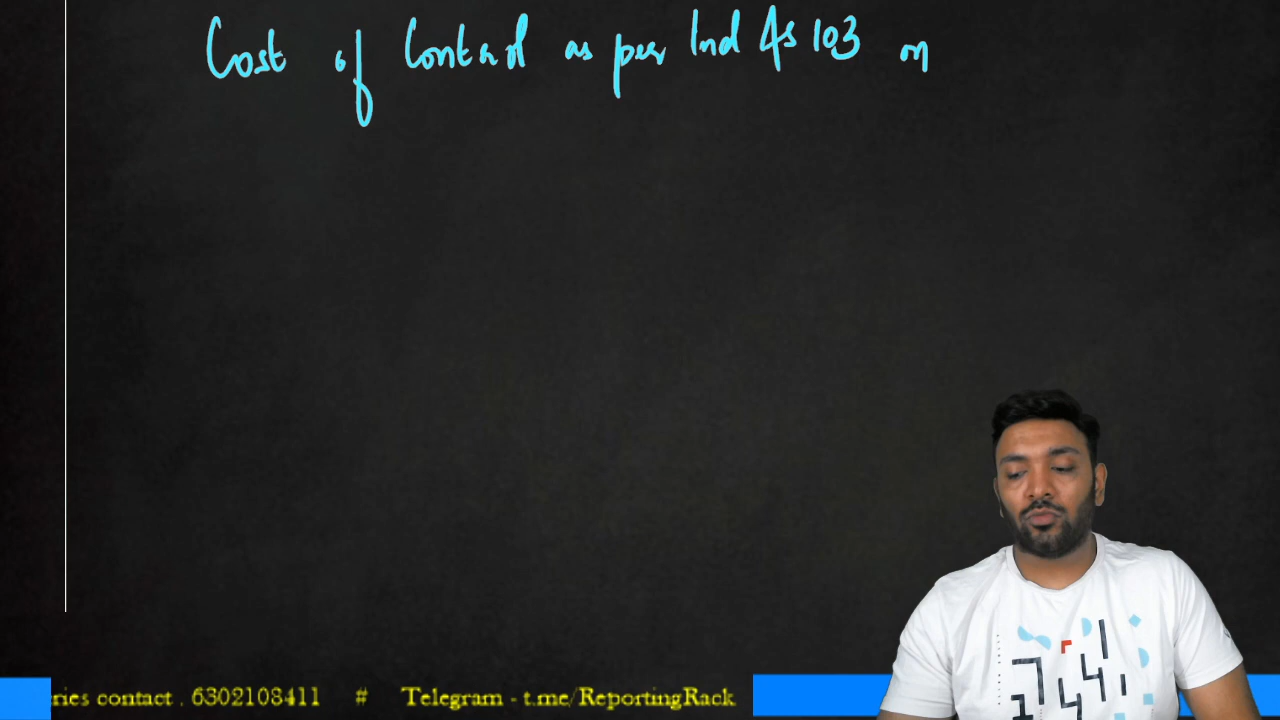 Cost of Control as per Ind As 103 on
ries contact . 6302108411 # Telegram - t.me/ReportingRack